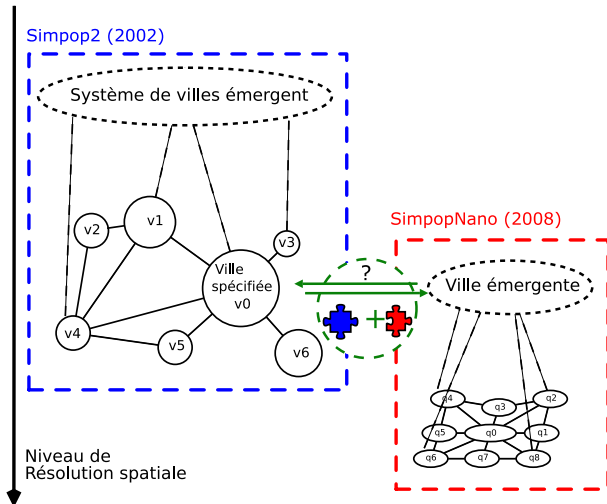 Simpop2 (2002)
Système de villes émergent
v1
v2
v3
Ville
spécifiée
v0
v4
v5
v6
?
+
SimpopNano (2008)
Ville émergente
q4
q3
q2
q5
q0
q1
q6
q7
q8
Niveau de
Résolution spatiale